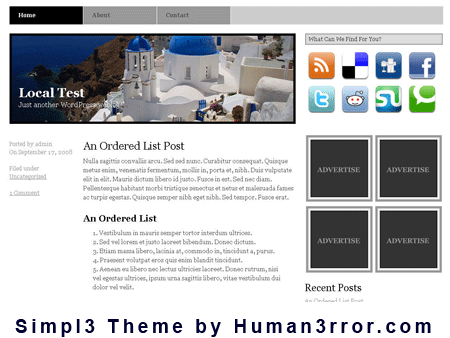 Home About Contact
What Can We Find For You?
Local Test
Just another WordPress
Posted by admin
On September 17, 2008
Filed under
Uncategorized
1 Comment
An Ordered List Post
Nulla sagittis convallis arcu. Sed sed nunc. Curabitur consequat. Quisque
metus enim, venenatis fermentum, mollis in, porta et, nibh. Duis vulputate
elit in elit. Mauris dictum libero id justo. Fusce in est. Sed nec diam.
Pellentesque habitant morbi tristique senectus et netus et malesuada fames
ac turpis egestas. Quisque semper nibh eget nibh. Sed tempor. Fusce erat.
An Ordered List
1. Vestibulum in mauris semper tortor interdum ultrices.
2. Sed vel lorem et justo laoreet bibendum. Donec dictum.
3. Etiam massa libero, lacinia at, commodo in, tincidunt a, purus.
4. Praesent volutpat eros quis enim blandit tincidunt.
5. Aenean eu libero nec lectus ultricies laoreet. Donec rutrum, nisi
vel egestas ultrices, ipsum urna sagittis libero, vitae vestibulum dui
dolor vel velit.
ADVERTISE ADVERTISE
ADVERTISE ADVERTISE
Recent Posts
An Ordered List Post
Simpl3 Theme by Human3rror.com